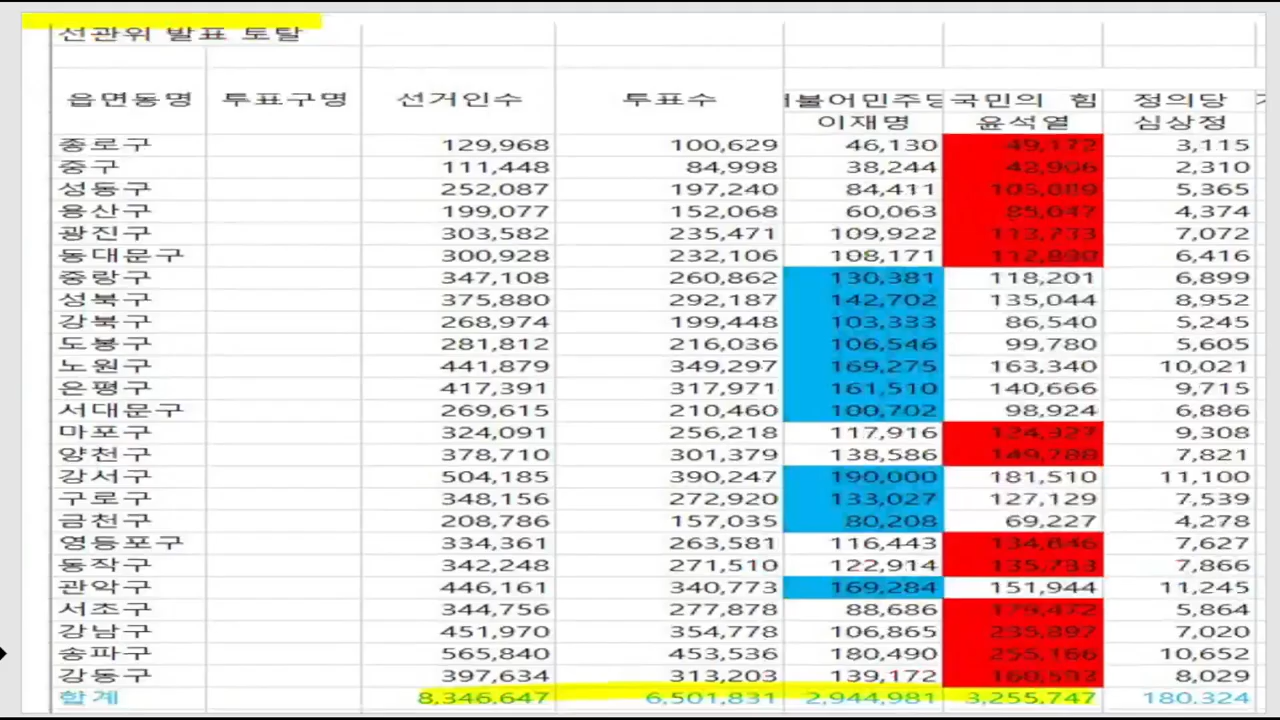 선관위 발표 토탈
읍면동명 투표구명 선거인수 투표수 더불어민주당 국민의 힘 정의당
이재명 윤석열 심상정
종로구 129,968 100,629 46,130 49,172 3,115
중구 111,448 84,998 38,244 42,906 2,310
성동구 252,087 197,240 84,411 5,365
용산구 199,077 152,068 60,063 85,047 4,374
광진구 303,582 235,471 109,922 113,733 7,072
동대문구 300,928 232,106 108,171 112,890 6,416
중랑구 347,108 260,862 130,381 118,201 6,899
성북구 375,880 292,187 142,702 135,044 8,952
강북구 268,974 199,448 103,333 86,540 5,245
도봉구 281,812 216,036 106,546 99,780 5,605
노원구 441,879 349,297 169,275 163,340 10,021
은평구 417,391 317,971 161,510 140,666 9,715
서대문구 269,615 210,460 100,702 98,924 6,886
마포구 324,091 256,218 117,916 124,327 9,308
양천구 378,710 301,379 138,586 149,788 7,821
강서구 504,185 390,247 190,000 181,510 11,100
구로구 348,156 272,920 133,027 127,129 7,539
금천구 208,786 157,035 80,208 69,227 4,278
영등포구 334,361 263,581 116,443 134,646 7,627
동작구 342,248 271,510 122,914 135,783 7,866
관악구 446,161 340,773 169,284 151,944 11,245
서초구 344,756 277,878 88,686 179,472 5,864
강남구 451,970 354,778 106,865 235,897 7,020
송파구 565,840 453,536 180,490 255,166 10,652
강동구 397,634 313,203 139,172 160,593 8,029
합계 8,346,647 6,501,831 2,944,981 3,255,747 180.324